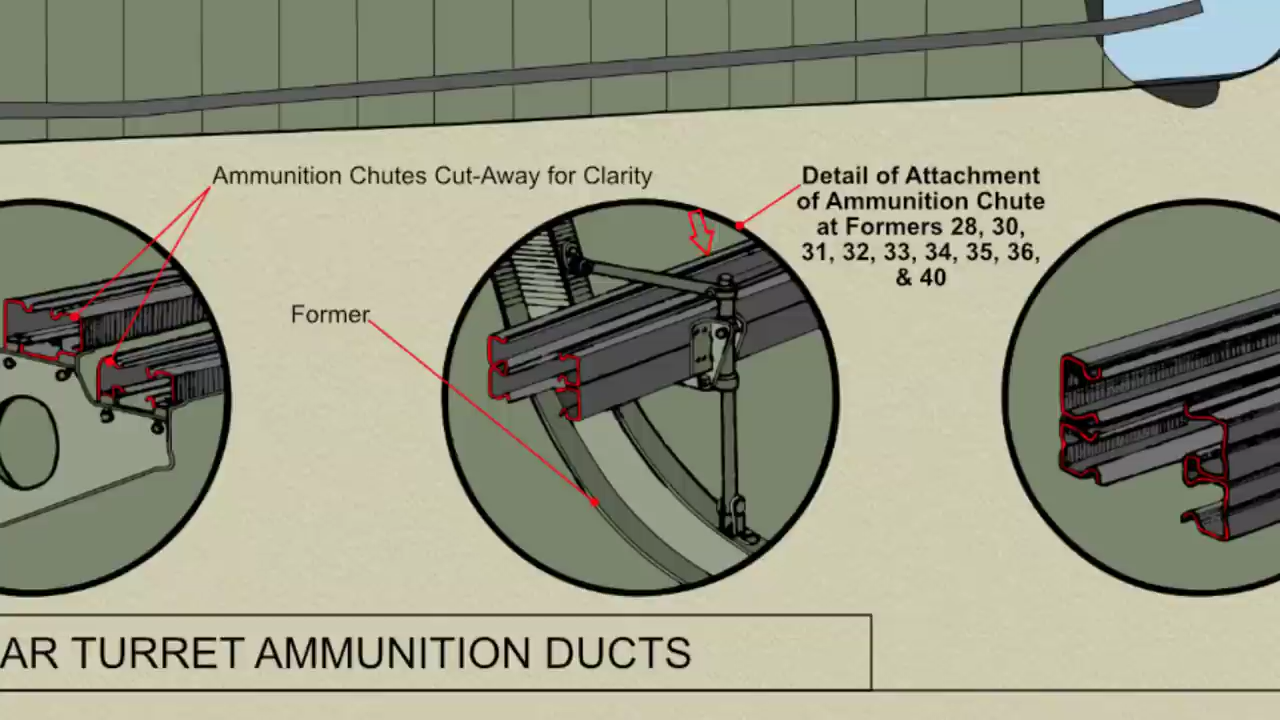 Ammunition Chutes Cut-Away for Clarity
Detail of Attachment
of Ammunition Chute
at Formers 28, 30,
31, 32, 33, 34, 35, 36,
& 40
Former
AR TURRET AMMUNITION DUCTS